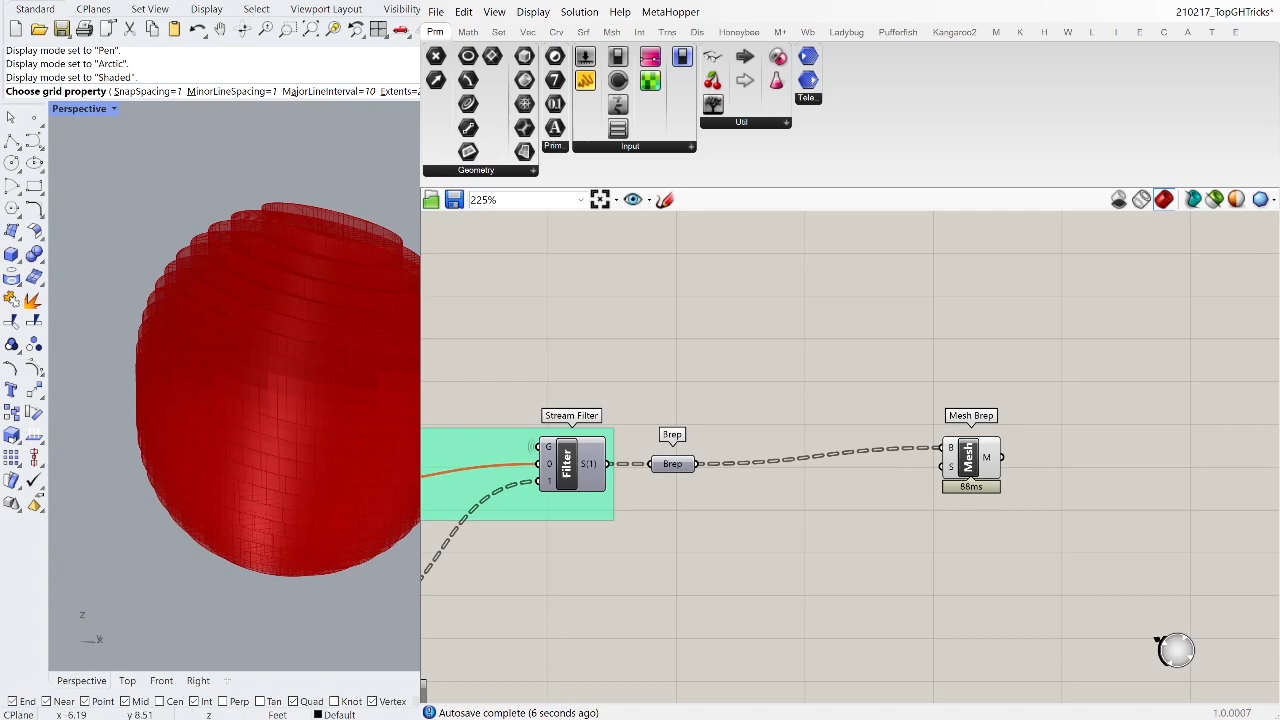 Standard CPlanes Set View Display Select Viewport Layout Visibility
File Edit View Display Solution Help MetaHopper 210217_TopGHTricks*
Prm Math Set Vec Crv Srf Msh Int Trns Dis Honeybee M+ Wb Ladybug Pufferfish Kangaroo2 M W L I E C A T E
Display mode set to "Pen".
Display mode set to "Arctic".
Display mode set to "Shaded".
Choose grid property ( SnapSpacing=1 MinorLineSpacing=1 MajorLineInterval=10 Extents=
Perspective
Tele...
Util
Prim...
Input
Geometry
225%
Stream Filter
Mesh Brep
Brep
G
0
1
Filter
S(1)
Brep
B
S
Mesh
M
88ms
z
y
Perspective Top Front Right
End Near Point Mid Cen Int Perp Tan Quad Knot Vertex
CPlane x -6.19 y 8.51 z Feet Default
Autosave complete (6 seconds ago) 1.0.0007